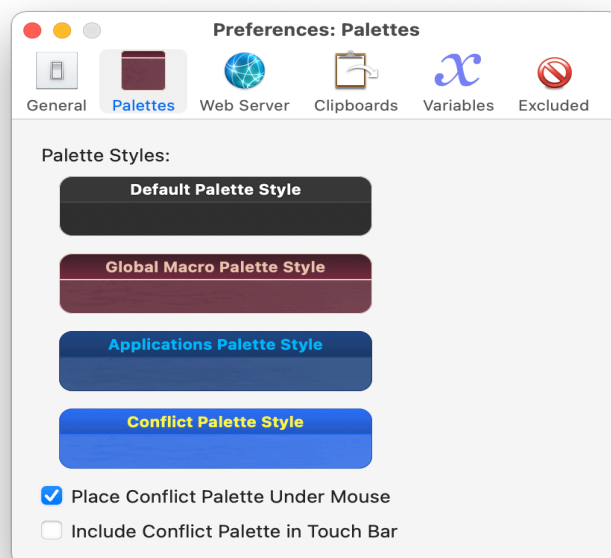 Preferences: Palettes
General Palettes Web Server Clipboards Variables Excluded
Palette Styles:
Default Palette Style
Global Macro Palette Style
Applications Palette Style
Conflict Palette Style
Place Conflict Palette Under Mouse
Include Conflict Palette in Touch Bar